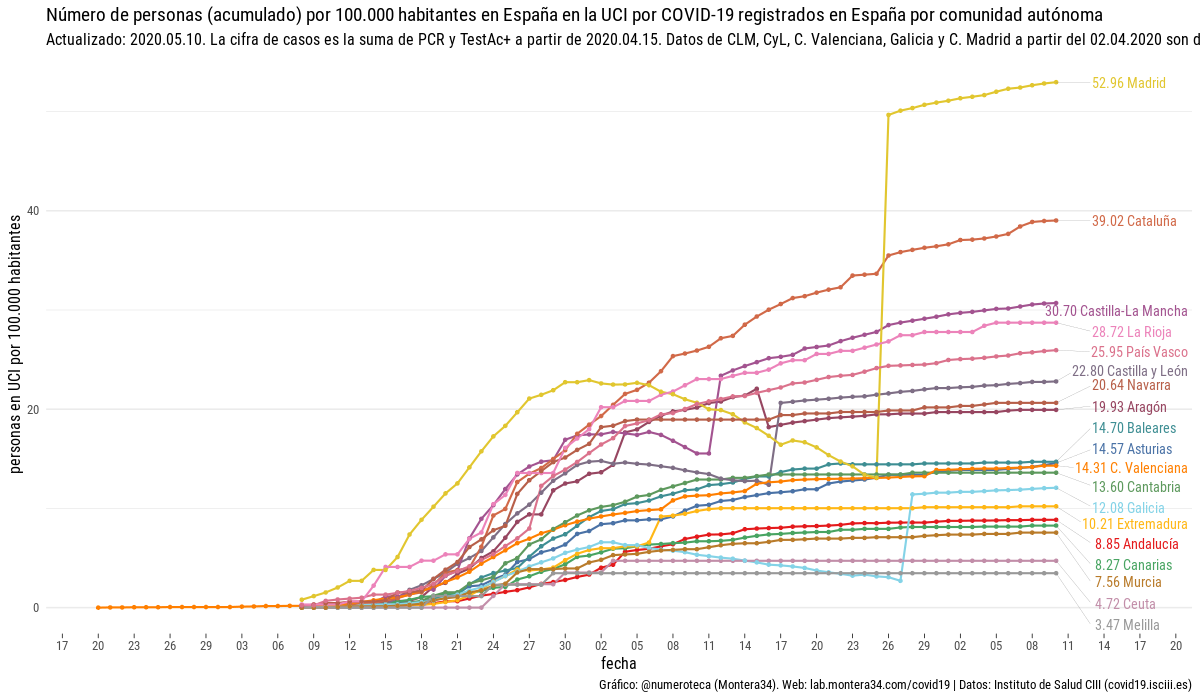 Número de personas (acumulado) por 100.000 habitantes en España en la UCI por COVID-19 registrados en España por comunidad autónoma
Actualizado: 2020.05.10. La cifra de casos es la suma de PCR y TestAc+ a partir de 2020.04.15. Datos de CLM, CyL, C. Valenciana, Galicia y C. Madrid a partir del 02.04.2020 son d
personas en UCI por 100.000 habitantes
40
20
0
52.96 Madrid
39.02 Cataluña
30.70 Castilla-La Mancha
28.72 La Rioja
25.95 País Vasco
22.80 Castilla y León
20.64 Navarra
19.93 Aragón
14.70 Baleares
14.57 Asturias
14.31 C. Valenciana
13.60 Cantabria
12.08 Galicia
10.21 Extremadura
8.85 Andalucía
8.27 Canarias
7.56 Murcia
4.72 Ceuta
3.47 Melilla
17 20 23 26 29 03 06 09 12 15 18 21 24 27 30 02 05 08 11 14 17 20 23 26 29 02 05 08 11 14 17 20
fecha
Gráfico: @numeroteca (Montera34). Web: lab.montera34.com/covid19 | Datos: Instituto de Salud CIII (covid19.isciii.es)